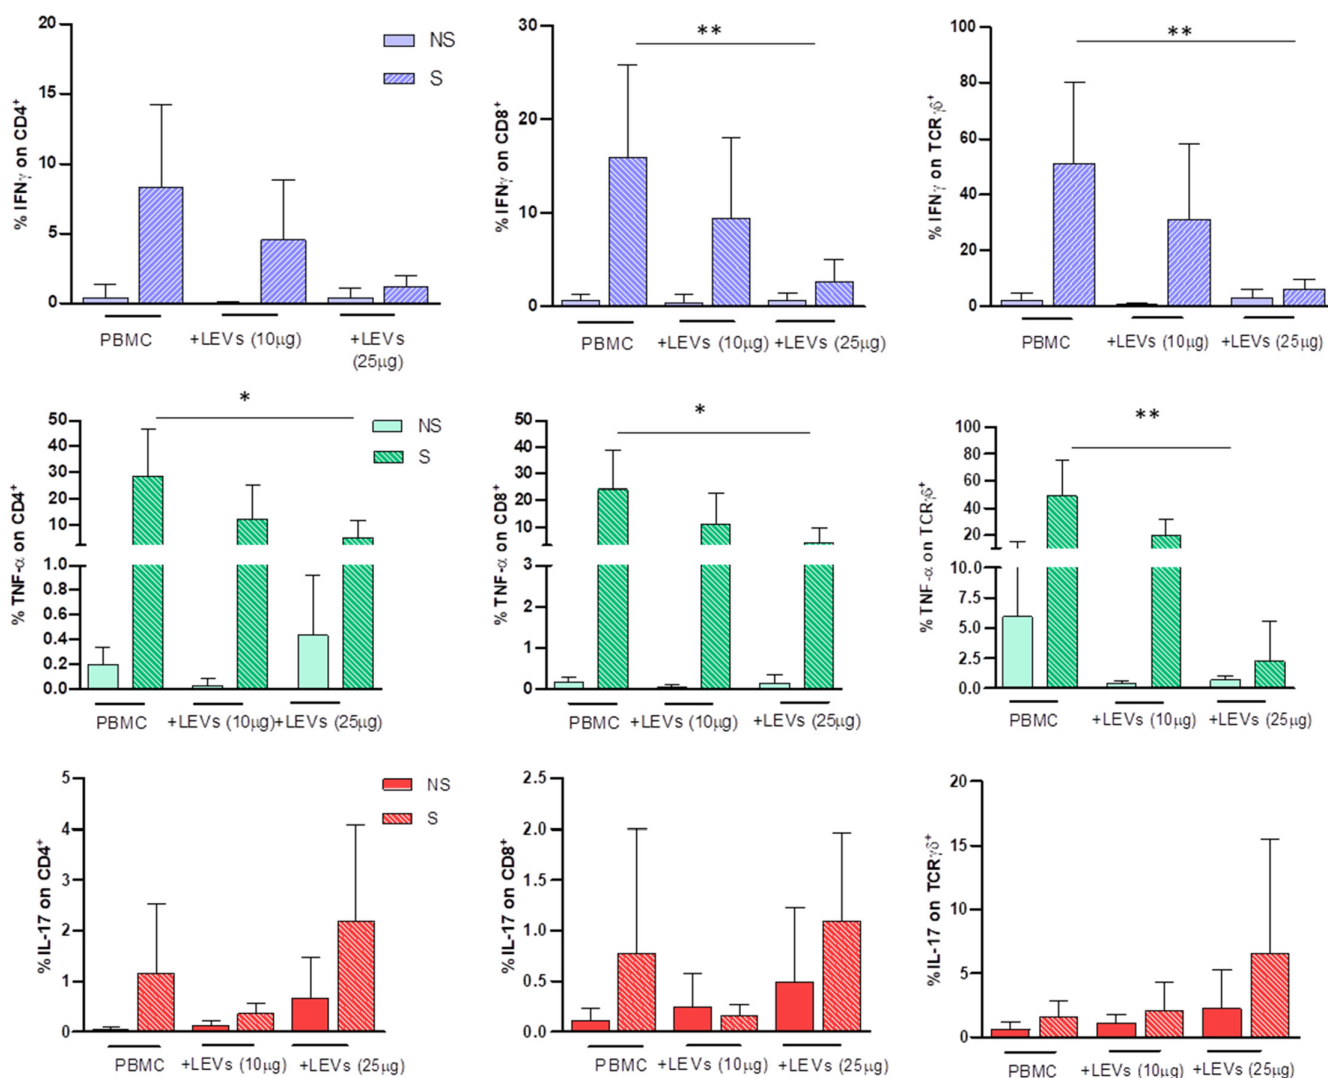 % IFNγ on CD4⁺
20
15
10
5
0
NS
S
PBMC
+LEVs (10µg)
+LEVs
(25µg)
% IFNγ on CD8⁺
30
20
10
0
**
PBMC
+LEVs (10µg)
+LEVs (25µg)
% IFNγ on TCRγδ⁺
100
80
60
40
20
0
**
PBMC
+LEVs (10µg)
+LEVs (25µg)
% TNF-α on CD4⁺
50
40
30
20
10
1.0
0.8
0.6
0.4
0.2
0.0
*
NS
S
PBMC
+LEVs (10µg)
+LEVs (25µg)
% TNF-α on CD8⁺
50
40
30
20
10
3
2
1
0
*
PBMC
+LEVs (10µg)
+LEVs (25µg)
% TNF-α on TCRγδ⁺
100
80
60
40
20
10.0
7.5
5.0
2.5
0.0
**
PBMC
+LEVs (10µg)
+LEVs (25µg)
%IL-17 on CD4⁺
5
4
3
2
1
0
NS
S
PBMC
+LEVs (10µg)
+LEVs (25µg)
%IL-17 on CD8⁺
2.5
2.0
1.5
1.0
0.5
0.0
PBMC
+LEVs (10µg)
+LEVs (25µg)
%IL-17 on TCRγδ⁺
20
15
10
5
0
PBMC
+LEVs (10µg)
+LEVs (25µg)